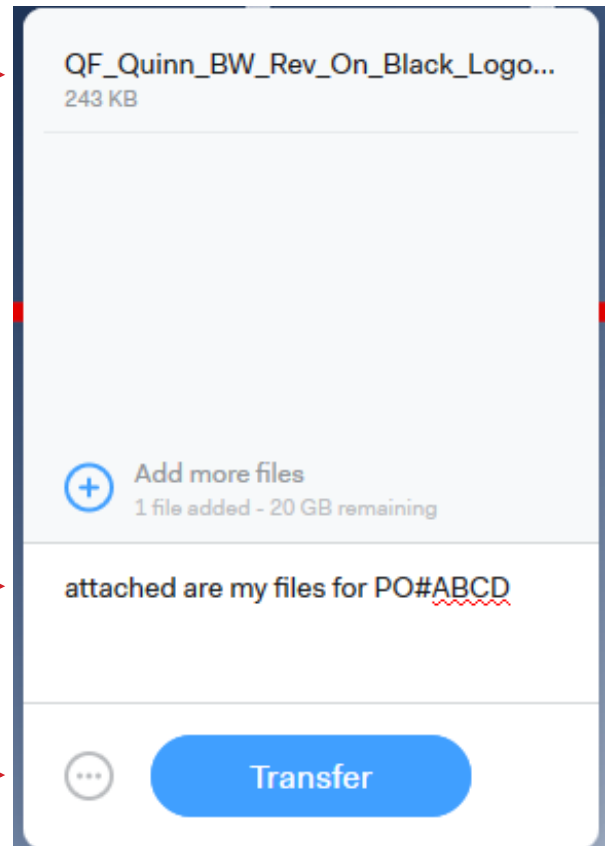 QF_Quinn_BW_Rev_On_Black_Logo...
243 KB
Add more files
1 file added - 20 GB remaining
attached are my files for PO#ABCD
Transfer